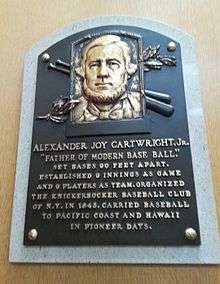 ALEXANDER JOY CARTWRIGHT, JR.
"FATHER OF MODERN BASE BALL."
SET BASES 90 FEET APART.
ESTABLISHED 9 INNINGS AS GAME
AND 9 PLAYERS AS TEAM. ORGANIZED
THE KNICKERBOCKER BASEBALL CLUB
OF N.Y. IN 1845. CARRIED BASEBALL
TO PACIFIC COAST AND HAWAII
IN PIONEER DAYS.